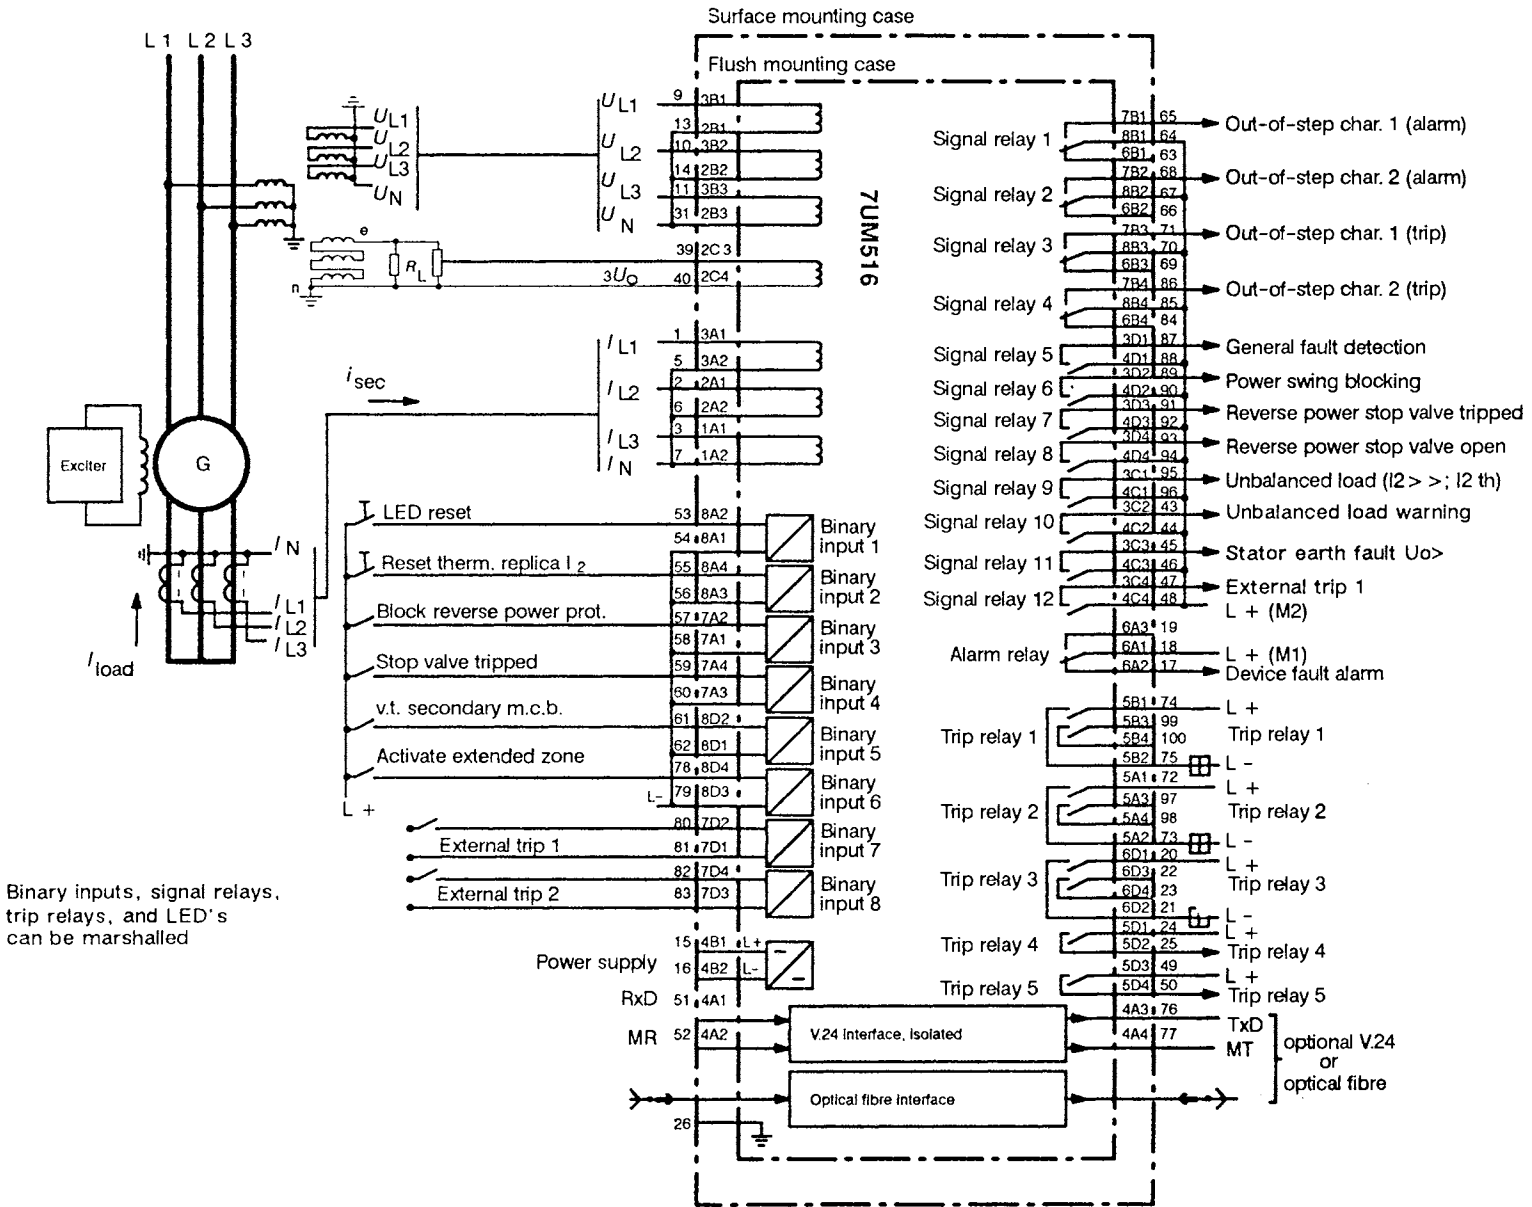 Surface mounting case
Flush mounting case
L 1 L 2 L 3
U L1
U L2
U L3
U N
e
n
R L
3U O
U L1
U L2
U L3
U N
9 3B1
13 2B1
10 3B2
14 2B2
11 3B3
31 2B3
39 2C 3
40 2C4
7UM516
i sec
I L1
I L2
I L3
I N
1 3A1
5 3A2
2 2A1
6 2A2
3 1A1
7 1A2
Exciter
G
I N
I L1
I L2
I L3
I load
LED reset
Reset therm. replica I 2
Block reverse power prot.
Stop valve tripped
v.t. secondary m.c.b.
Activate extended zone
L +
L-
External trip 1
External trip 2
53 8A2
54 8A1
55 8A4
56 8A3
57 7A2
58 7A1
59 7A4
60 7A3
61 8D2
62 8D1
78 8D4
79 8D3
80 7D2
81 7D1
82 7D4
83 7D3
Binary input 1
Binary input 2
Binary input 3
Binary input 4
Binary input 5
Binary input 6
Binary input 7
Binary input 8
Binary inputs, signal relays,
trip relays, and LED's
can be marshalled
Power supply
15 4B1 L+
16 4B2 L-
RxD 51 4A1
MR 52 4A2
V.24 interface, isolated
Optical fibre interface
26
Signal relay 1
7B1 65
8B1 64
6B1 63
Out-of-step char. 1 (alarm)
Signal relay 2
7B2 68
8B2 67
6B2 66
Out-of-step char. 2 (alarm)
Signal relay 3
7B3 71
8B3 70
6B3 69
Out-of-step char. 1 (trip)
Signal relay 4
7B4 86
8B4 85
6B4 84
Out-of-step char. 2 (trip)
Signal relay 5
3D1 87
4D1 88
General fault detection
Signal relay 6
3D2 89
4D2 90
Power swing blocking
Signal relay 7
3D3 91
4D3 92
Reverse power stop valve tripped
Signal relay 8
3D4 93
4D4 94
Reverse power stop valve open
Signal relay 9
3C1 95
4C1 96
Unbalanced load (I2> >; I2 th)
Signal relay 10
3C2 43
4C2 44
Unbalanced load warning
Signal relay 11
3C3 45
4C3 46
Stator earth fault Uo>
Signal relay 12
3C4 47
4C4 48
External trip 1
L + (M2)
Alarm relay
6A3 19
6A1 18
6A2 17
L + (M1)
Device fault alarm
Trip relay 1
5B1 74
5B3 99
5B4 100
5B2 75
L +
Trip relay 1
L -
Trip relay 2
5A1 72
5A3 97
5A4 98
5A2 73
L +
Trip relay 2
L -
Trip relay 3
6D1 20
6D3 22
6D4 23
6D2 21
L +
Trip relay 3
L -
Trip relay 4
5D1 24
5D2 25
L +
Trip relay 4
Trip relay 5
5D3 49
5D4 50
L +
Trip relay 5
4A3 76
TxD
4A4 77
MT
optional V.24
or
optical fibre